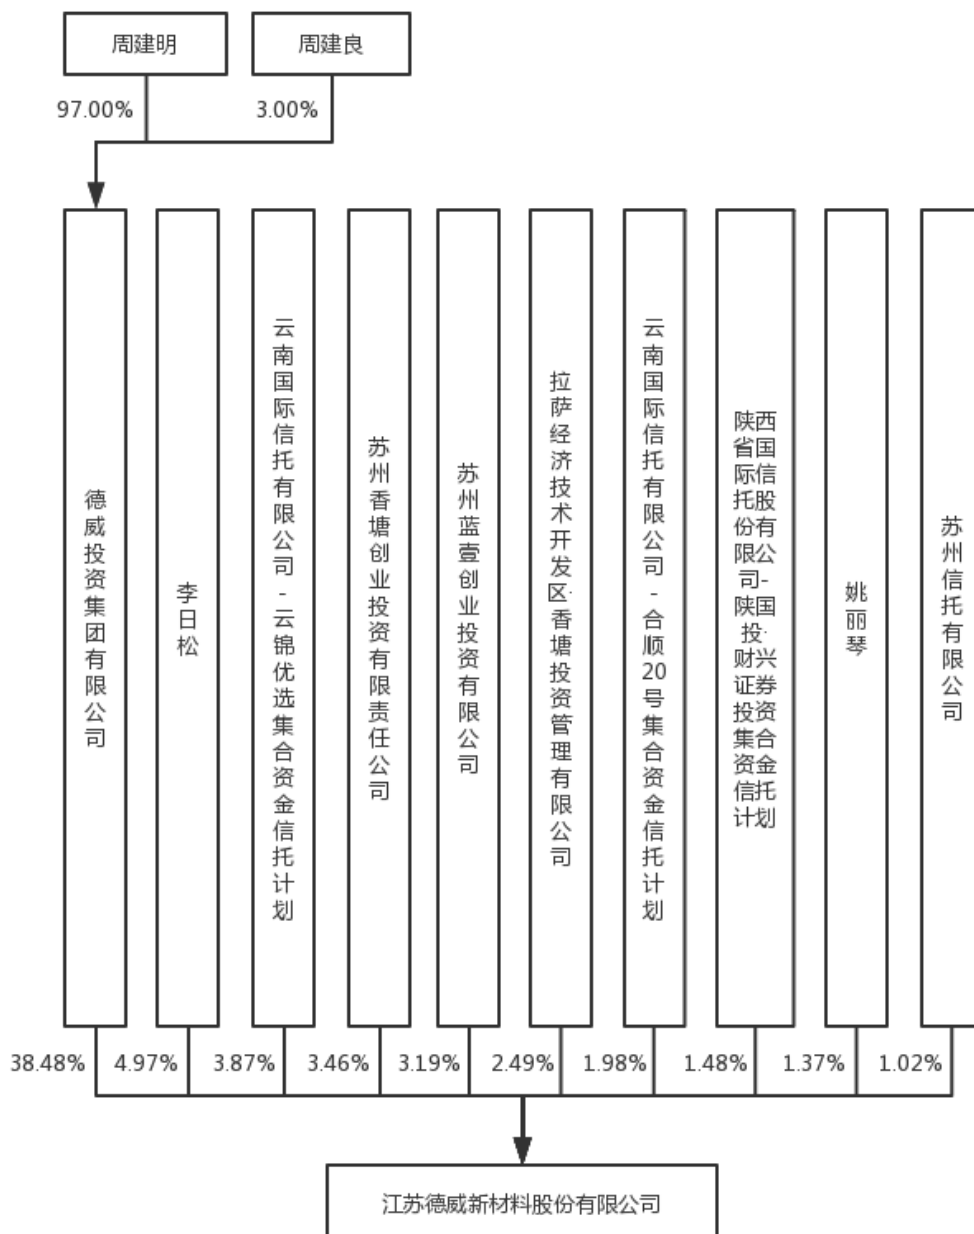 周建明
周建良
97.00%
3.00%
德威投资集团有限公司
李日松
云南国际信托有限公司-云锦优选集合资金信托计划
苏州香塘创业投资有限责任公司
苏州蓝壹创业投资有限公司
拉萨经济技术开发区·香塘投资管理有限公司
云南国际信托有限公司-合顺20号集合资金信托计划
陕西省国际信托股份有限公司-陕国投·财兴证券投资集合资金信托计划
姚丽琴
苏州信托有限公司
38.48%
4.97%
3.87%
3.46%
3.19%
2.49%
1.98%
1.48%
1.37%
1.02%
江苏德威新材料股份有限公司